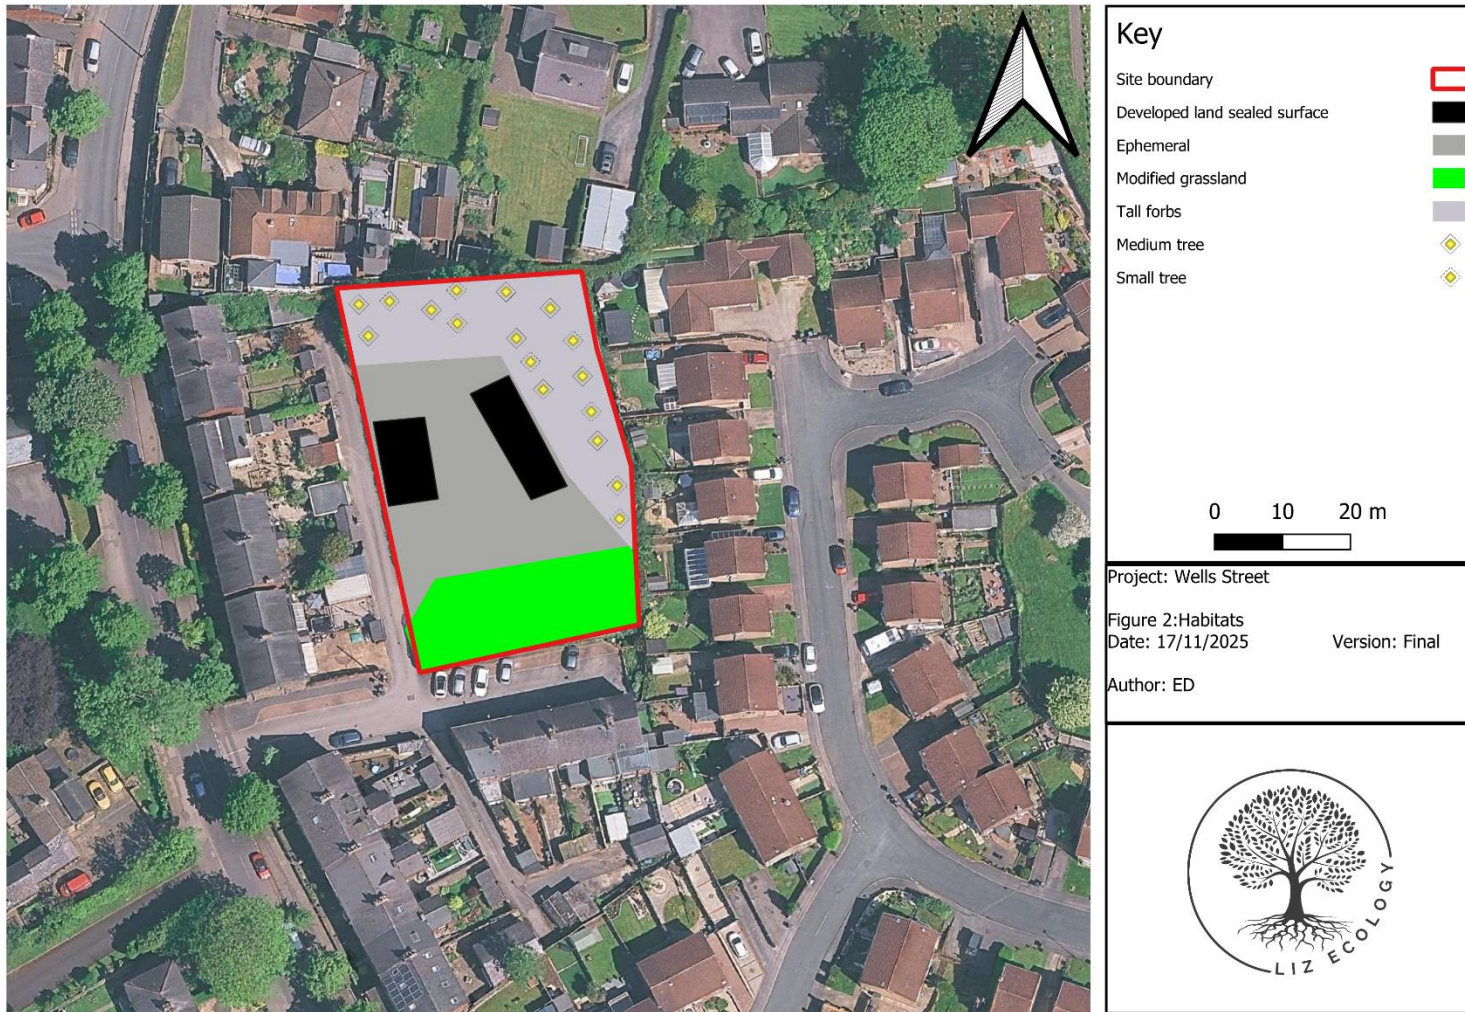 Key
Site boundary
Developed land sealed surface
Ephemeral
Modified grassland
Tall forbs
Medium tree
Small tree
0 10 20 m
Project: Wells Street
Figure 2:Habitats
Date: 17/11/2025 Version: Final
Author: ED
LIZ ECOLOGY